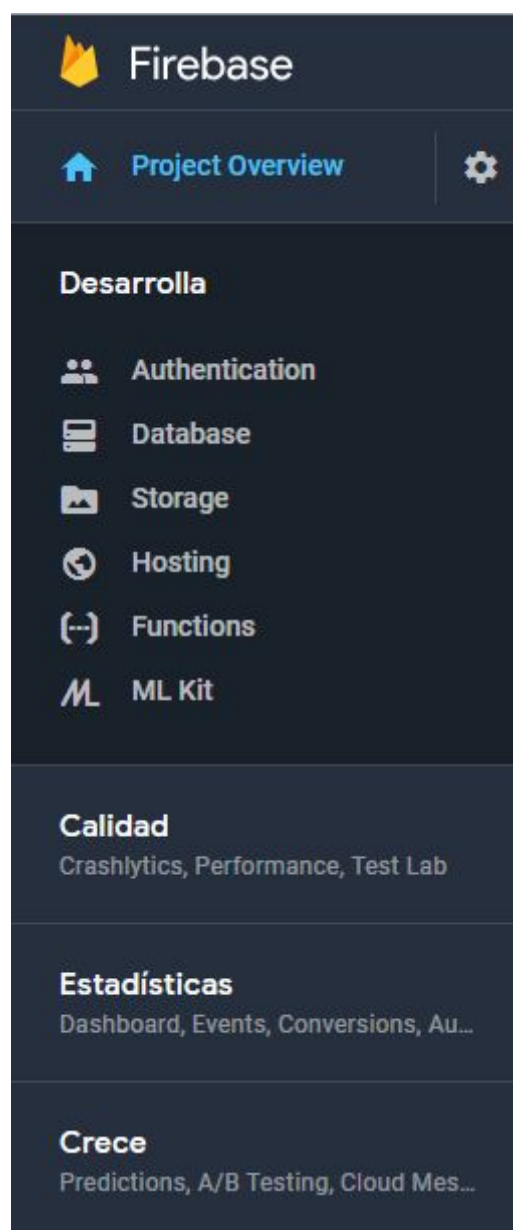 Firebase
Project Overview
Desarrolla
Authentication
Database
Storage
Hosting
Functions
ML Kit
Calidad
Crashlytics, Performance, Test Lab
Estadísticas
Dashboard, Events, Conversions, Au...
Crece
Predictions, A/B Testing, Cloud Mes...